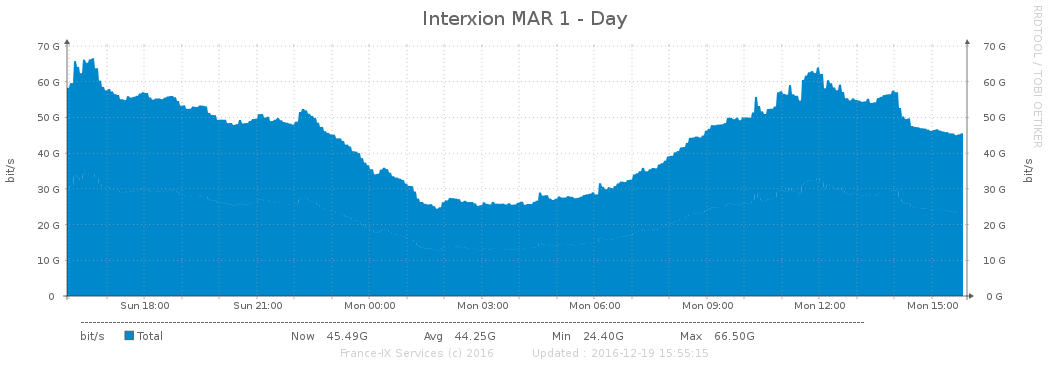 Interxion MAR 1 - Day
RRDTOOL / TOBI OETIKER
bit/s
70 G 70 G
60 G 60 G
50 G 50 G
40 G 40 G
30 G 30 G
20 G 20 G
10 G 10 G
0 0 G
bit/s
Sun 18:00 Sun 21:00 Mon 00:00 Mon 03:00 Mon 06:00 Mon 09:00 Mon 12:00 Mon 15:00
bit/s Total Now 45.49G Avg 44.25G Min 24.40G Max 66.50G
France-IX Services (c) 2016 Updated : 2016-12-19 15:55:15